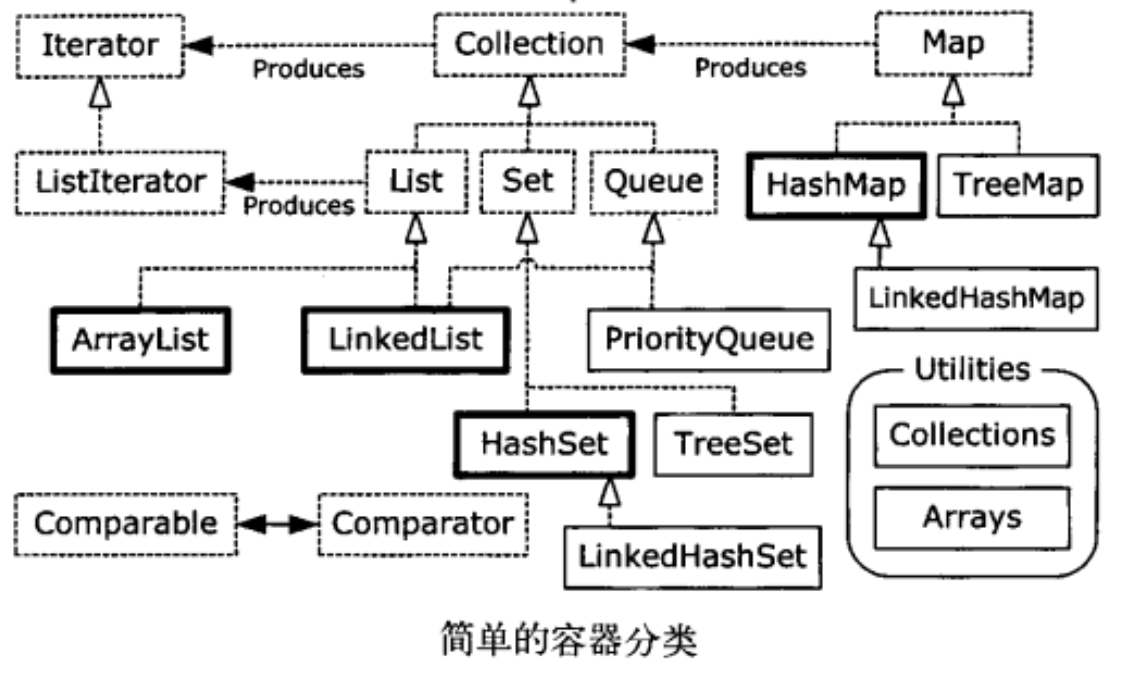 Iterator
Collection
Map
Produces
Produces
ListIterator
List
Set
Queue
HashMap
TreeMap
Produces
ArrayList
LinkedList
PriorityQueue
LinkedHashMap
Utilities
Collections
Arrays
HashSet
TreeSet
Comparable
Comparator
LinkedHashSet
简单的容器分类